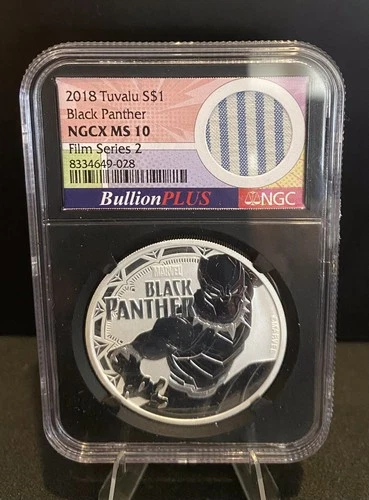 2018 Tuvalu S$1
Black Panther
NGCX MS 10
Film Series 2
8334649-028
BullionPLUS
NGC
MARVEL
BLACK
PANTHER